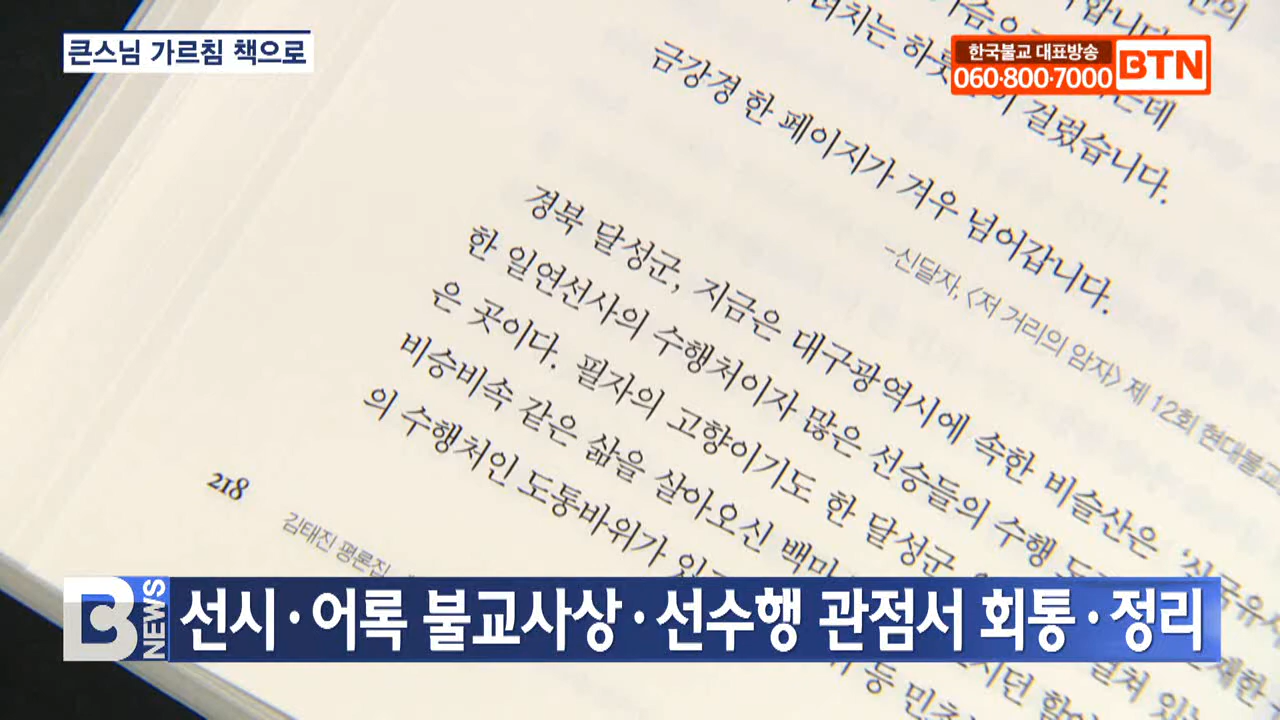 큰스님 가르침 책으로
한국불교 대표방송
060·800·7000
BTN
걸렸습니다.
금강경 한 페이지가 겨우 넘어갑니다.
-신달자, <저 거리의 암자> 제 12회 현대불교
경북 달성군, 지금은 대구광역시에 속한 비슬산은
한 일연선사의 수행처이자 많은 선승들의 수행
은 곳이다. 필자의 고향이기도 한 달성군
비승비속 같은 삶을 살아오신 백미
의 수행처인 도통바위가
218
김태진 평론집
B NEWS
선시·어록 불교사상·선수행 관점서 회통·정리